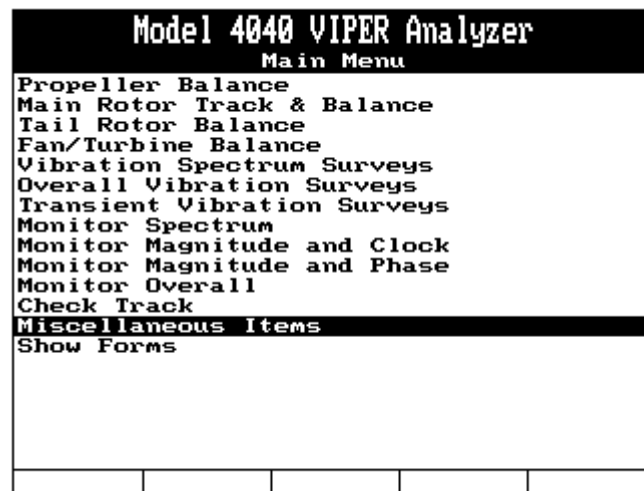 Model 4040 VIPER Analyzer
Main Menu
Propeller Balance
Main Rotor Track & Balance
Tail Rotor Balance
Fan/Turbine Balance
Vibration Spectrum Surveys
Overall Vibration Surveys
Transient Vibration Surveys
Monitor Spectrum
Monitor Magnitude and Clock
Monitor Magnitude and Phase
Monitor Overall
Check Track
Miscellaneous Items
Show Forms